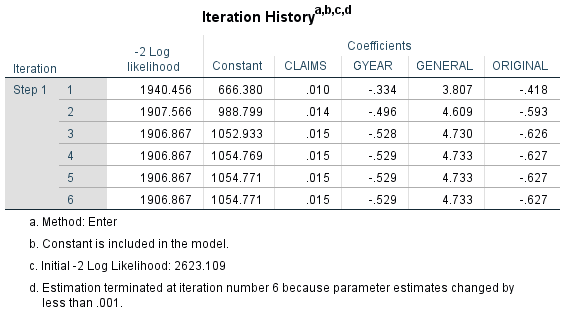 Iteration History a,b,c,d
Iteration -2 Log likelihood Coefficients
Constant CLAIMS GYEAR GENERAL ORIGINAL
Step 1 1 1940.456 666.380 .010 -.334 3.807 -.418
2 1907.566 988.799 .014 -.496 4.609 -.593
3 1906.867 1052.933 .015 -.528 4.730 -.626
4 1906.867 1054.769 .015 -.529 4.733 -.627
5 1906.867 1054.771 .015 -.529 4.733 -.627
6 1906.867 1054.771 .015 -.529 4.733 -.627
a. Method: Enter
b. Constant is included in the model.
c. Initial -2 Log Likelihood: 2623.109
d. Estimation terminated at iteration number 6 because parameter estimates changed by
less than .001.